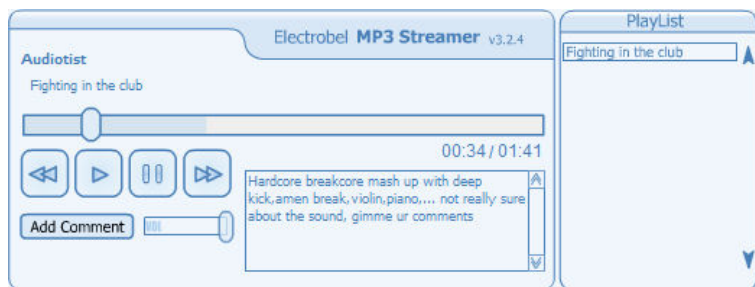 Electrobel MP3 Streamer v3.2.4
Audiotist
Fighting in the club
00:34 / 01:41
Hardcore breakcore mash up with deep
kick,amen break,violin,piano,... not really sure
about the sound, gimme ur comments
Add Comment
VOL
PlayList
Fighting in the club